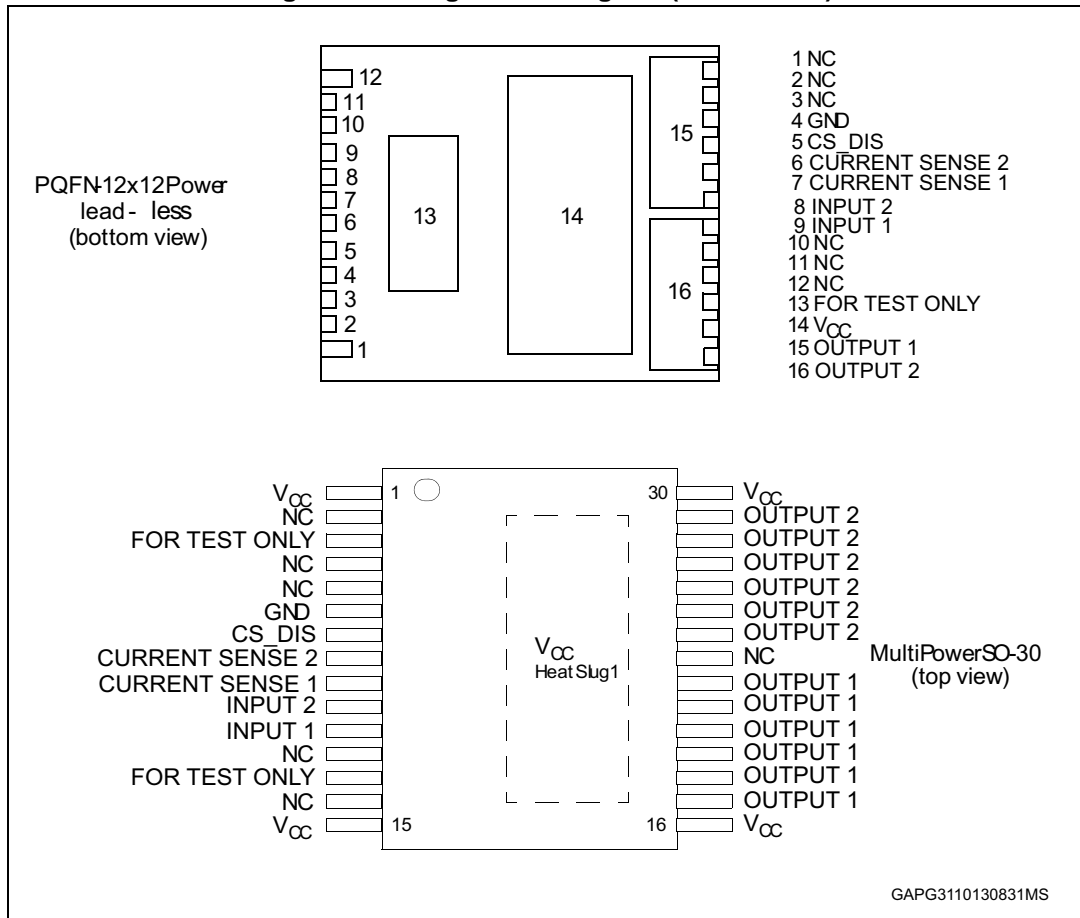 12
11
10
9
8
7
6
5
4
3
2
1
13
14
15
16
PQFN-12x12Power
lead - less
(bottom view)
1 NC
2 NC
3 NC
4 GND
5 CS_DIS
6 CURRENT SENSE 2
7 CURRENT SENSE 1
8 INPUT 2
9 INPUT 1
10 NC
11 NC
12 NC
13 FOR TEST ONLY
14 VCC
15 OUTPUT 1
16 OUTPUT 2
VCC
NC
FOR TEST ONLY
NC
NC
GND
CS_DIS
CURRENT SENSE 2
CURRENT SENSE 1
INPUT 2
INPUT 1
NC
FOR TEST ONLY
NC
VCC
1
15
30
16
VCC
HeatSlug1
VCC
OUTPUT 2
OUTPUT 2
OUTPUT 2
OUTPUT 2
OUTPUT 2
OUTPUT 2
NC
OUTPUT 1
OUTPUT 1
OUTPUT 1
OUTPUT 1
OUTPUT 1
OUTPUT 1
VCC
MultiPowerSO-30
(top view)
GAPG3110130831MS